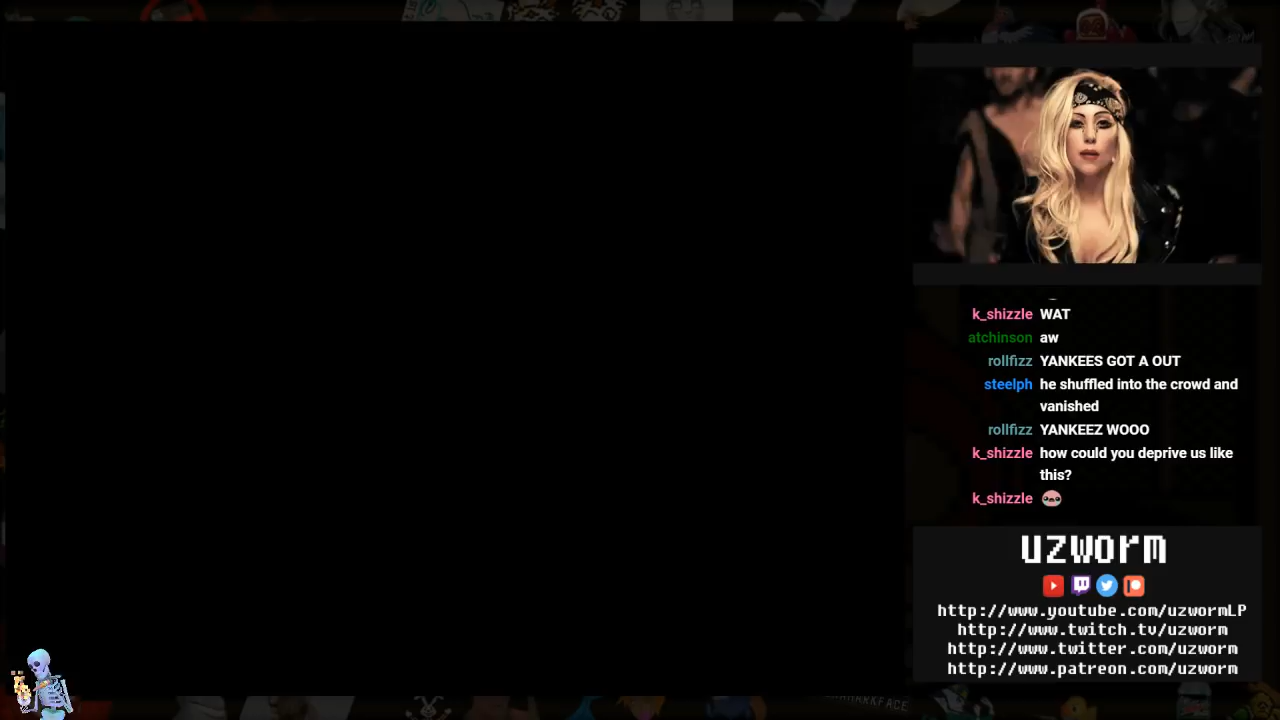 k_shizzle WAT
atchinson aw
rollfizz YANKEES GOT A OUT
steelph he shuffled into the crowd and
vanished
rollfizz YANKEEZ WOOO
k_shizzle how could you deprive us like
this?
k_shizzle
uzworm
http://www.youtube.com/uzwormLP
http://www.twitch.tv/uzworm
http://www.twitter.com/uzworm
http://www.patreon.com/uzworm